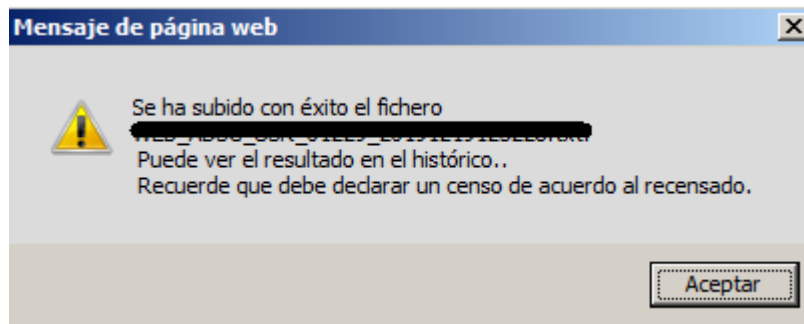 Mensaje de página web
Se ha subido con éxito el fichero
Puede ver el resultado en el histórico..
Recuerde que debe declarar un censo de acuerdo al recensado.
Aceptar